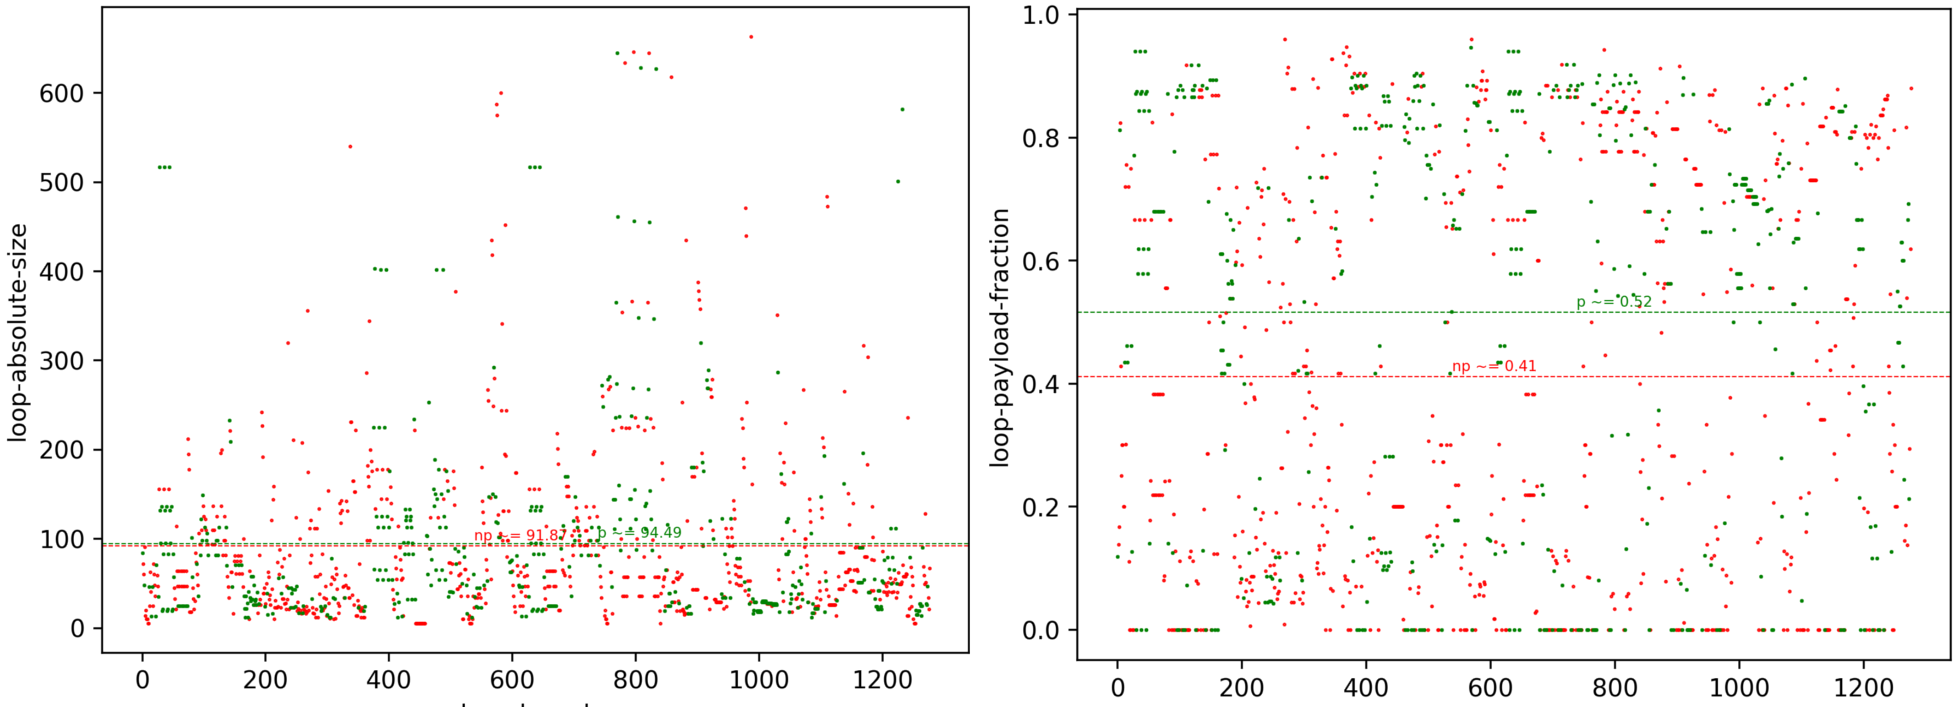 loop-absolute-size
600
500
400
300
200
100
0
np ~= 91.87
p ~= 94.49
0 200 400 600 800 1000 1200
loop-payload-fraction
1.0
0.8
0.6
0.4
0.2
0.0
p ~= 0.52
np ~= 0.41
0 200 400 600 800 1000 1200